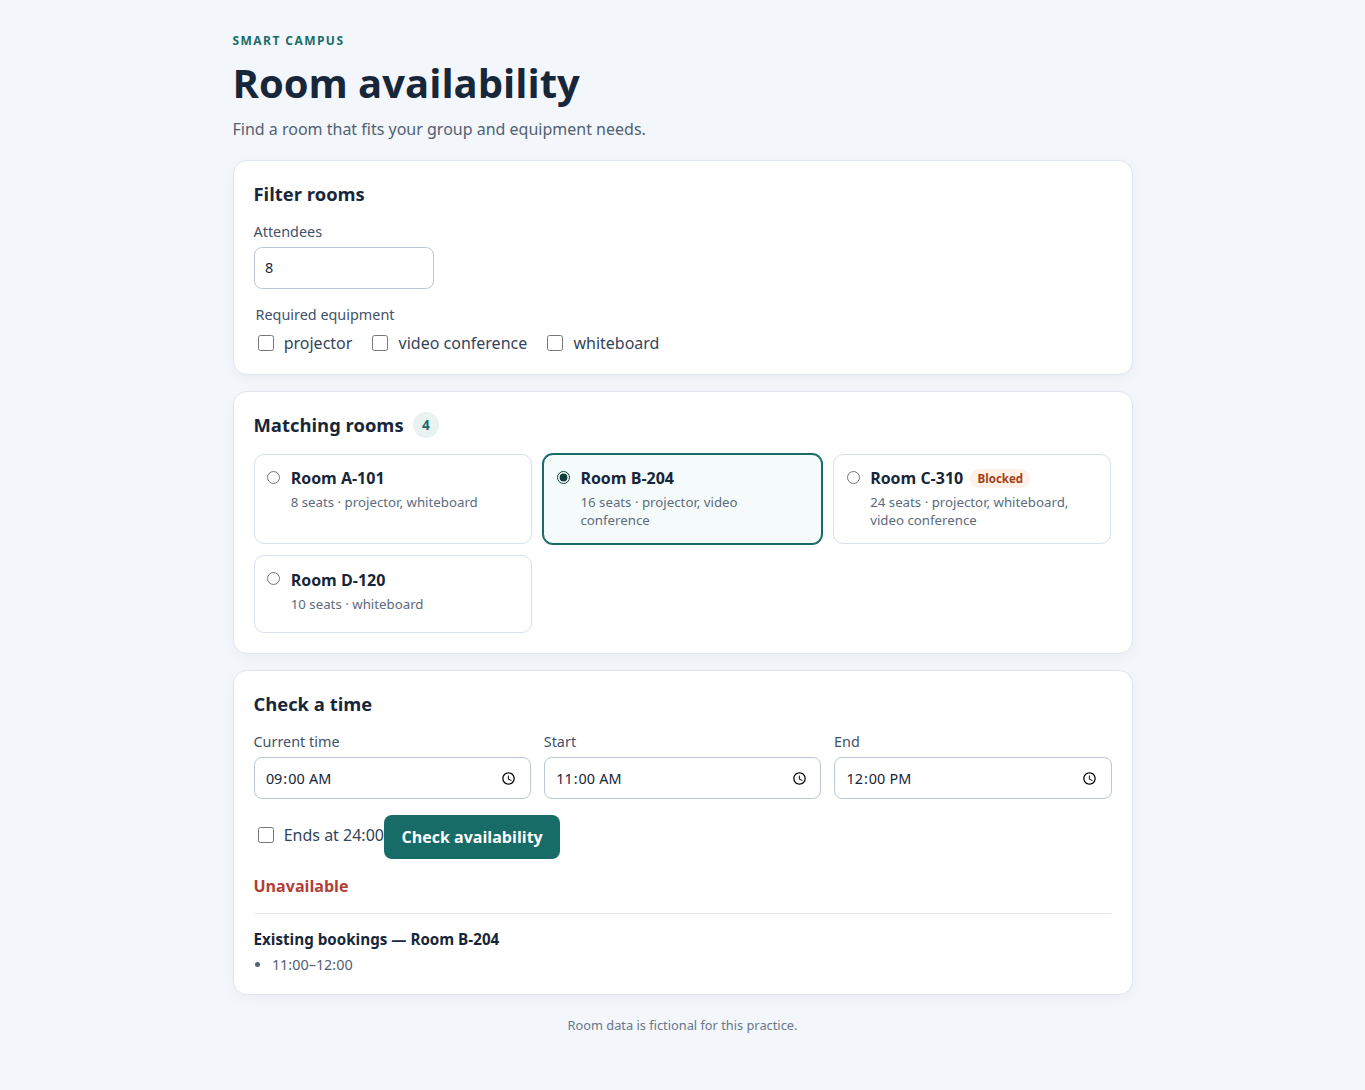 SMART CAMPUS
Room availability
Find a room that fits your group and equipment needs.
Filter rooms
Attendees
8
Required equipment
projector video conference whiteboard
Matching rooms 4
Room A-101
8 seats · projector, whiteboard
Room B-204
16 seats · projector, video
conference
Room C-310 Blocked
24 seats · projector, whiteboard,
video conference
Room D-120
10 seats · whiteboard
Check a time
Current time
09:00 AM
Start
11:00 AM
End
12:00 PM
Ends at 24:00 Check availability
Unavailable
Existing bookings — Room B-204
• 11:00–12:00
Room data is fictional for this practice.